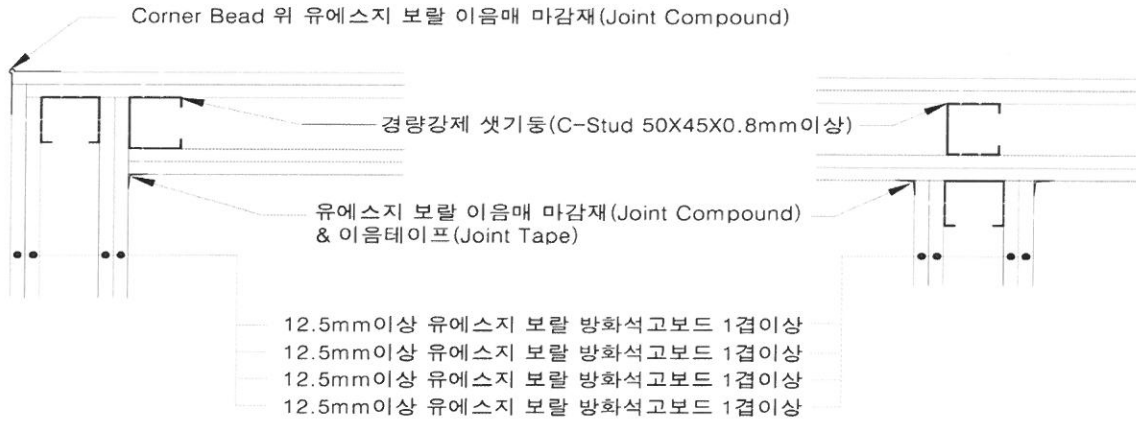 Corner Bead 위 유에스지 보랄 이음매 마감재(Joint Compound)
경량강제 샛기둥(C-Stud 50X45X0.8mm이상)
유에스지 보랄 이음매 마감재(Joint Compound)
& 이음테이프(Joint Tape)
12.5mm이상 유에스지 보랄 방화석고보드 1겹이상
12.5mm이상 유에스지 보랄 방화석고보드 1겹이상
12.5mm이상 유에스지 보랄 방화석고보드 1겹이상
12.5mm이상 유에스지 보랄 방화석고보드 1겹이상